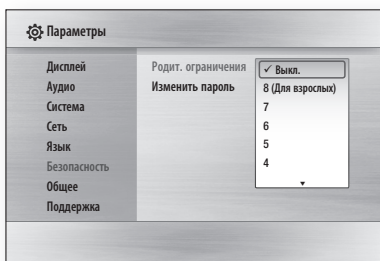 Параметры
Дисплей
Аудио
Система
Сеть
Язык
Безопасность
Общее
Поддержка
Родит. ограничения
Изменить пароль
✓ Выкл.
8 (Для взрослых)
7
6
5
4